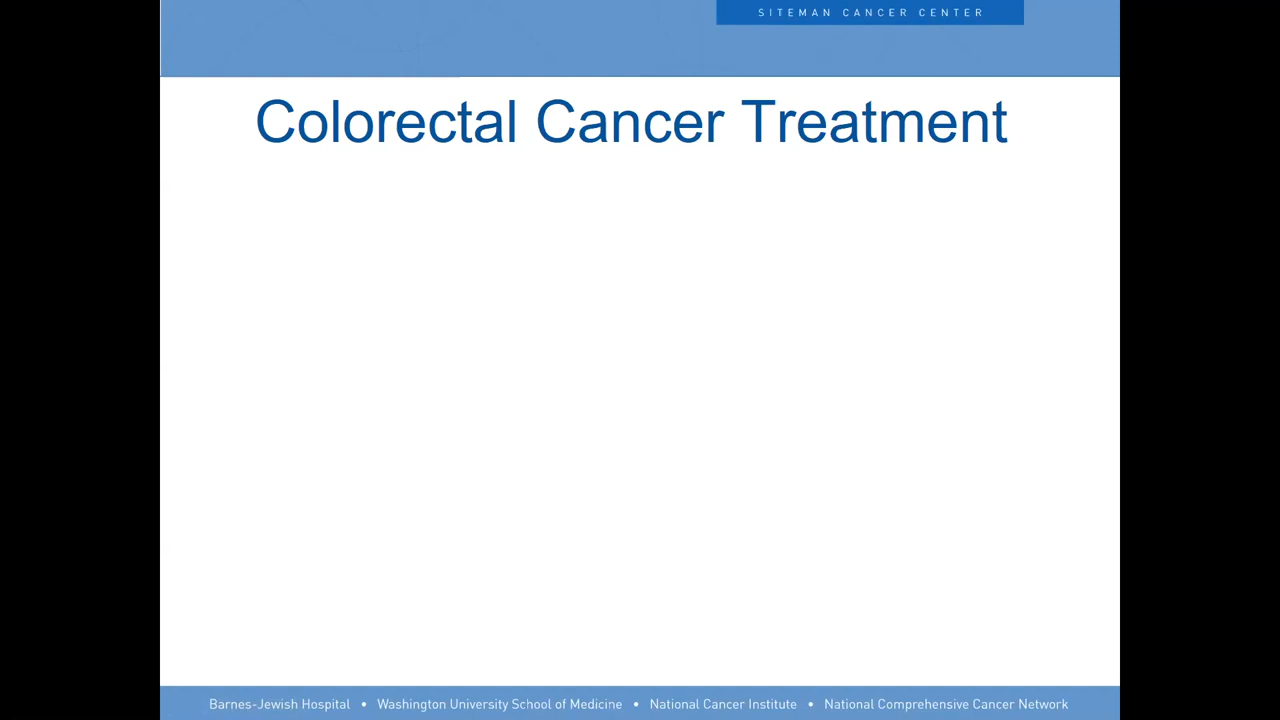 SITEMAN CANCER CENTER
Colorectal Cancer Treatment
Barnes-Jewish Hospital • Washington University School of Medicine • National Cancer Institute • National Comprehensive Cancer Network